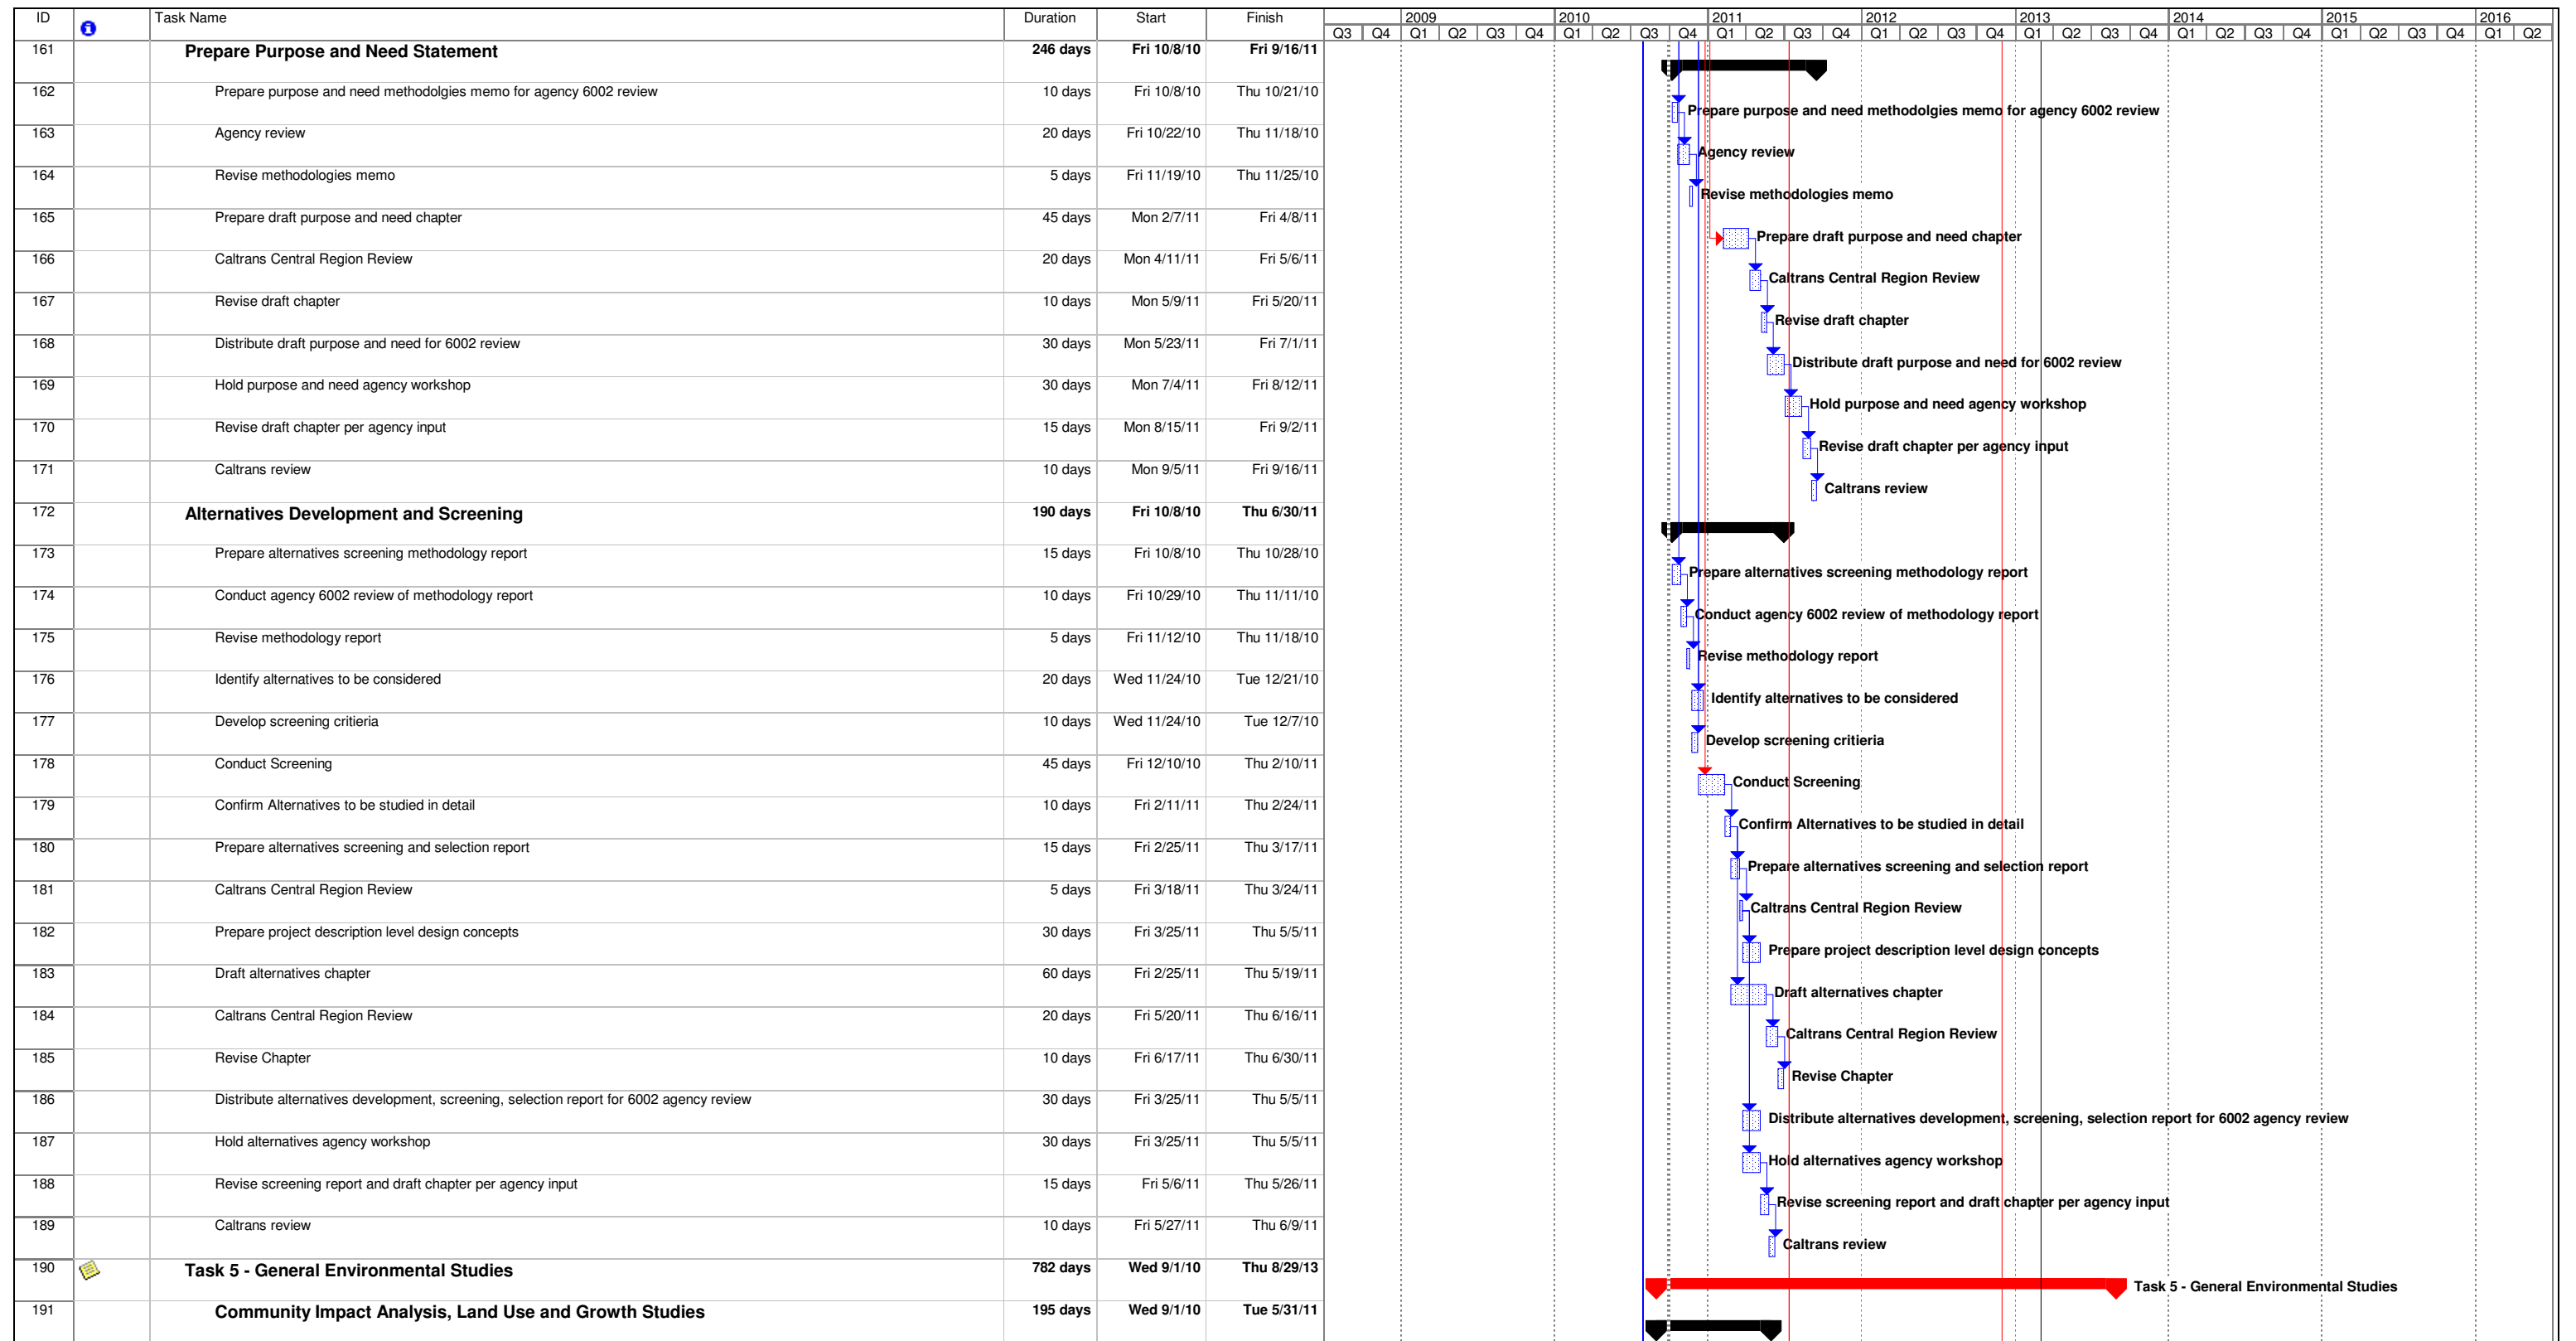 ID Task Name Duration Start Finish 2009 2010 2011 2012 2013 2014 2015 2016
Q3 Q4 Q1 Q2 Q3 Q4 Q1 Q2 Q3 Q4 Q1 Q2 Q3 Q4 Q1 Q2 Q3 Q4 Q1 Q2 Q3 Q4 Q1 Q2 Q3 Q4 Q1 Q2 Q3 Q4 Q1 Q2
161 Prepare Purpose and Need Statement 246 days Fri 10/8/10 Fri 9/16/11
162 Prepare purpose and need methodolgies memo for agency 6002 review 10 days Fri 10/8/10 Thu 10/21/10
Prepare purpose and need methodolgies memo for agency 6002 review
163 Agency review 20 days Fri 10/22/10 Thu 11/18/10
Agency review
164 Revise methodologies memo 5 days Fri 11/19/10 Thu 11/25/10
Revise methodologies memo
165 Prepare draft purpose and need chapter 45 days Mon 2/7/11 Fri 4/8/11
Prepare draft purpose and need chapter
166 Caltrans Central Region Review 20 days Mon 4/11/11 Fri 5/6/11
Caltrans Central Region Review
167 Revise draft chapter 10 days Mon 5/9/11 Fri 5/20/11
Revise draft chapter
168 Distribute draft purpose and need for 6002 review 30 days Mon 5/23/11 Fri 7/1/11
Distribute draft purpose and need for 6002 review
169 Hold purpose and need agency workshop 30 days Mon 7/4/11 Fri 8/12/11
Hold purpose and need agency workshop
170 Revise draft chapter per agency input 15 days Mon 8/15/11 Fri 9/2/11
Revise draft chapter per agency input
171 Caltrans review 10 days Mon 9/5/11 Fri 9/16/11
Caltrans review
172 Alternatives Development and Screening 190 days Fri 10/8/10 Thu 6/30/11
173 Prepare alternatives screening methodology report 15 days Fri 10/8/10 Thu 10/28/10
Prepare alternatives screening methodology report
174 Conduct agency 6002 review of methodology report 10 days Fri 10/29/10 Thu 11/11/10
Conduct agency 6002 review of methodology report
175 Revise methodology report 5 days Fri 11/12/10 Thu 11/18/10
Revise methodology report
176 Identify alternatives to be considered 20 days Wed 11/24/10 Tue 12/21/10
Identify alternatives to be considered
177 Develop screening critieria 10 days Wed 11/24/10 Tue 12/7/10
Develop screening critieria
178 Conduct Screening 45 days Fri 12/10/10 Thu 2/10/11
Conduct Screening
179 Confirm Alternatives to be studied in detail 10 days Fri 2/11/11 Thu 2/24/11
Confirm Alternatives to be studied in detail
180 Prepare alternatives screening and selection report 15 days Fri 2/25/11 Thu 3/17/11
Prepare alternatives screening and selection report
181 Caltrans Central Region Review 5 days Fri 3/18/11 Thu 3/24/11
Caltrans Central Region Review
182 Prepare project description level design concepts 30 days Fri 3/25/11 Thu 5/5/11
Prepare project description level design concepts
183 Draft alternatives chapter 60 days Fri 2/25/11 Thu 5/19/11
Draft alternatives chapter
184 Caltrans Central Region Review 20 days Fri 5/20/11 Thu 6/16/11
Caltrans Central Region Review
185 Revise Chapter 10 days Fri 6/17/11 Thu 6/30/11
Revise Chapter
186 Distribute alternatives development, screening, selection report for 6002 agency review 30 days Fri 3/25/11 Thu 5/5/11
Distribute alternatives development, screening, selection report for 6002 agency review
187 Hold alternatives agency workshop 30 days Fri 3/25/11 Thu 5/5/11
Hold alternatives agency workshop
188 Revise screening report and draft chapter per agency input 15 days Fri 5/6/11 Thu 5/26/11
Revise screening report and draft chapter per agency input
189 Caltrans review 10 days Fri 5/27/11 Thu 6/9/11
Caltrans review
190 Task 5 - General Environmental Studies 782 days Wed 9/1/10 Thu 8/29/13
Task 5 - General Environmental Studies
191 Community Impact Analysis, Land Use and Growth Studies 195 days Wed 9/1/10 Tue 5/31/11